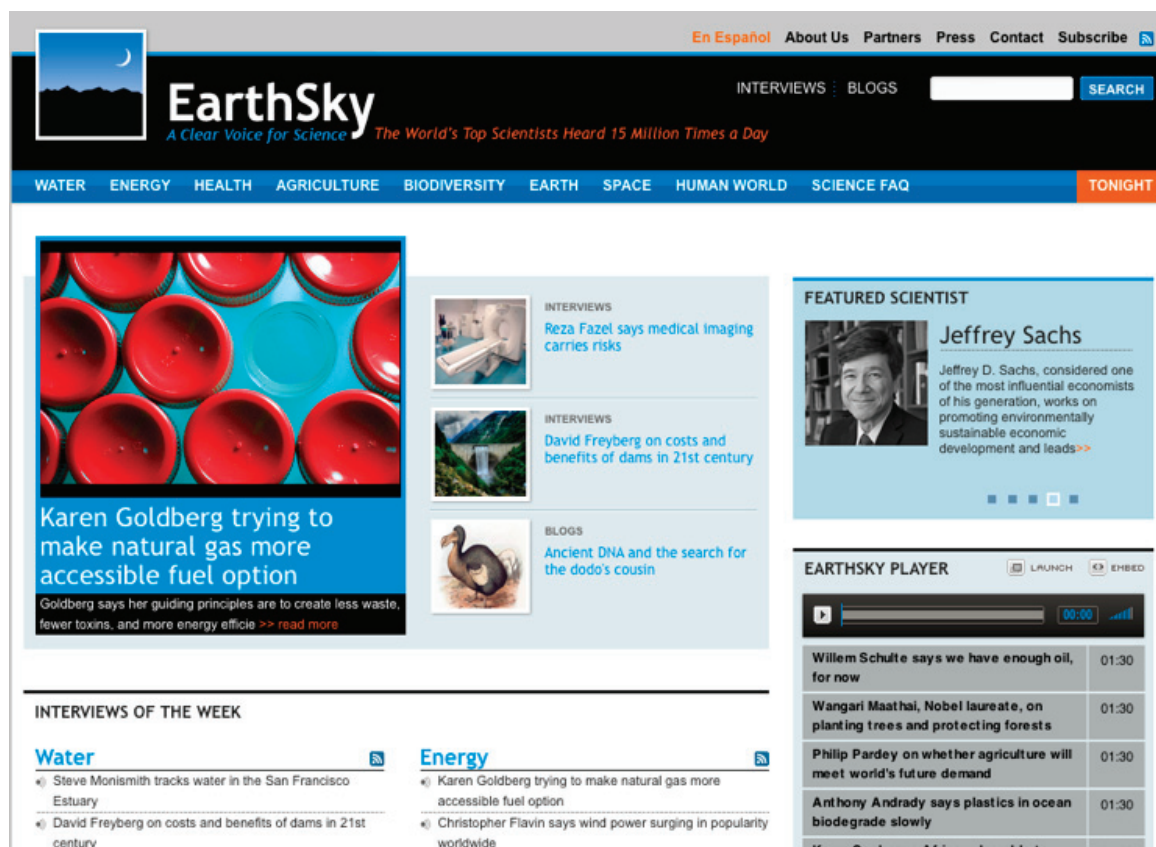 En Español About Us Partners Press Contact Subscribe
INTERVIEWS BLOGS
SEARCH
EarthSky
A Clear Voice for Science
The World's Top Scientists Heard 15 Million Times a Day
WATER ENERGY HEALTH AGRICULTURE BIODIVERSITY EARTH SPACE HUMAN WORLD SCIENCE FAQ TONIGHT
Karen Goldberg trying to
make natural gas more
accessible fuel option
Goldberg says her guiding principles are to create less waste,
fewer toxins, and more energy efficie >> read more
INTERVIEWS
Reza Fazel says medical imaging
carries risks
INTERVIEWS
David Freyberg on costs and
benefits of dams in 21st century
BLOGS
Ancient DNA and the search for
the dodo's cousin
FEATURED SCIENTIST
Jeffrey Sachs
Jeffrey D. Sachs, considered one
of the most influential economists
of his generation, works on
promoting environmentally
sustainable economic
development and leads>>
EARTHSKY PLAYER
LAUNCH
EMBED
00:00
Willem Schulte says we have enough oil,
for now
01:30
Wangari Maathai, Nobel laureate, on
planting trees and protecting forests
01:30
Philip Pardey on whether agriculture will
meet world's future demand
01:30
Anthony Andrady says plastics in ocean
biodegrade slowly
01:30
INTERVIEWS OF THE WEEK
Water
Steve Monismith tracks water in the San Francisco
Estuary
David Freyberg on costs and benefits of dams in 21st
century
Energy
Karen Goldberg trying to make natural gas more
accessible fuel option
Christopher Flavin says wind power surging in popularity
worldwide